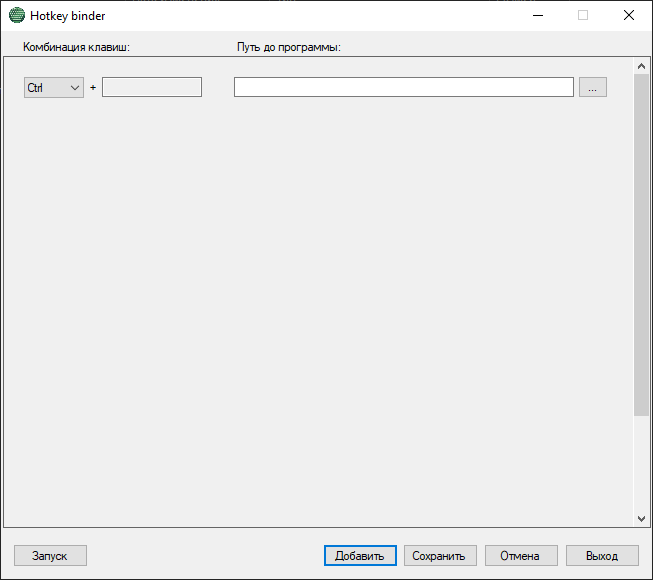 Hotkey binder
Комбинация клавиш: Путь до программы:
Ctrl + ...
Запуск Добавить Сохранить Отмена Выход